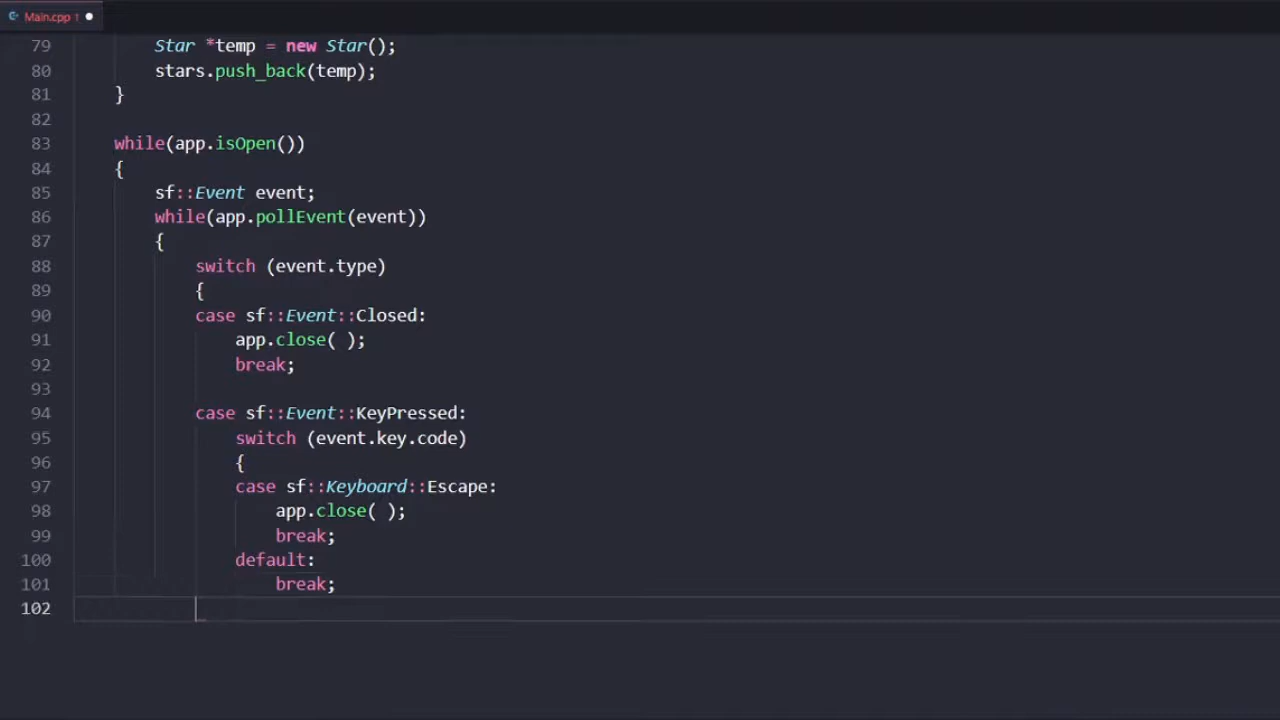 Main.cpp 1
79 Star *temp = new Star();
80 stars.push_back(temp);
81 }
82
83 while(app.isOpen())
84 {
85 sf::Event event;
86 while(app.pollEvent(event))
87 {
88 switch (event.type)
89 {
90 case sf::Event::Closed:
91 app.close( );
92 break;
93
94 case sf::Event::KeyPressed:
95 switch (event.key.code)
96 {
97 case sf::Keyboard::Escape:
98 app.close( );
99 break;
100 default:
101 break;
102